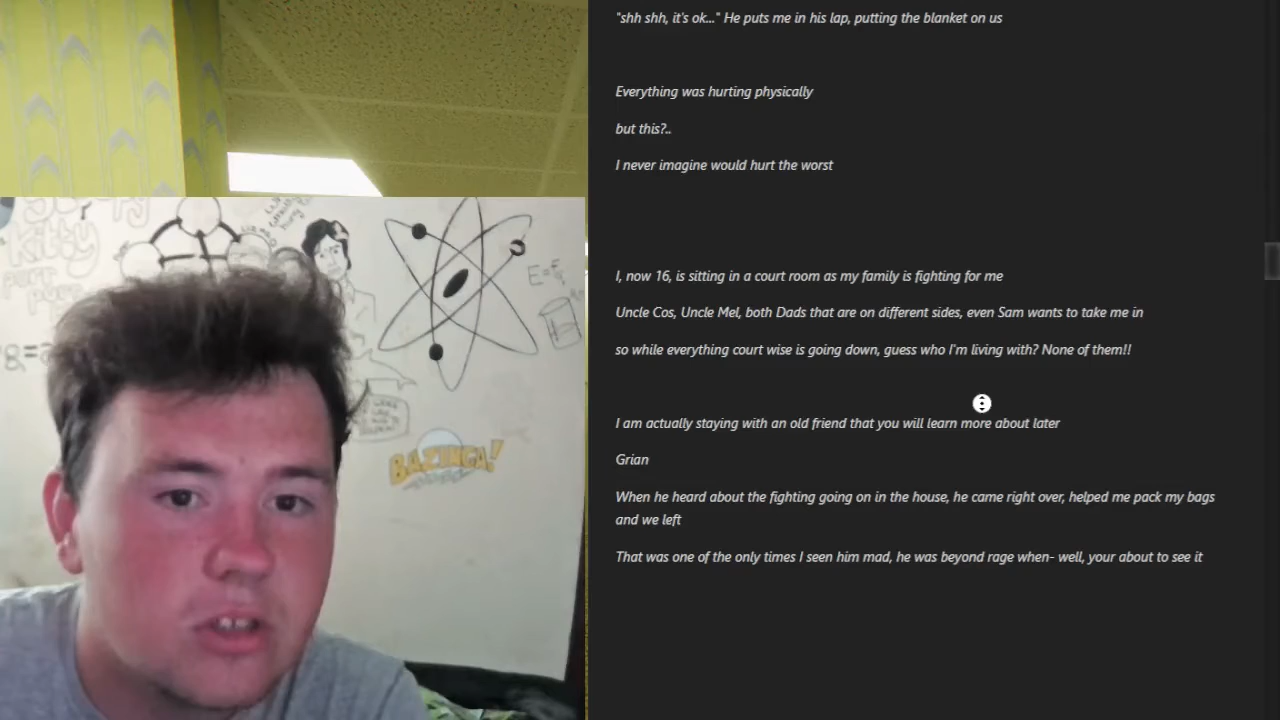 "shh shh, it's ok..." He puts me in his lap, putting the blanket on us
Everything was hurting physically
but this?..
I never imagine would hurt the worst
I, now 16, is sitting in a court room as my family is fighting for me
Uncle Cos, Uncle Mel, both Dads that are on different sides, even Sam wants to take me in
so while everything court wise is going down, guess who I'm living with? None of them!!
I am actually staying with an old friend that you will learn more about later
Grian
When he heard about the fighting going on in the house, he came right over, helped me pack my bags
and we left
That was one of the only times I seen him mad, he was beyond rage when- well, your about to see it
Kitty
purr
BAZINGA!